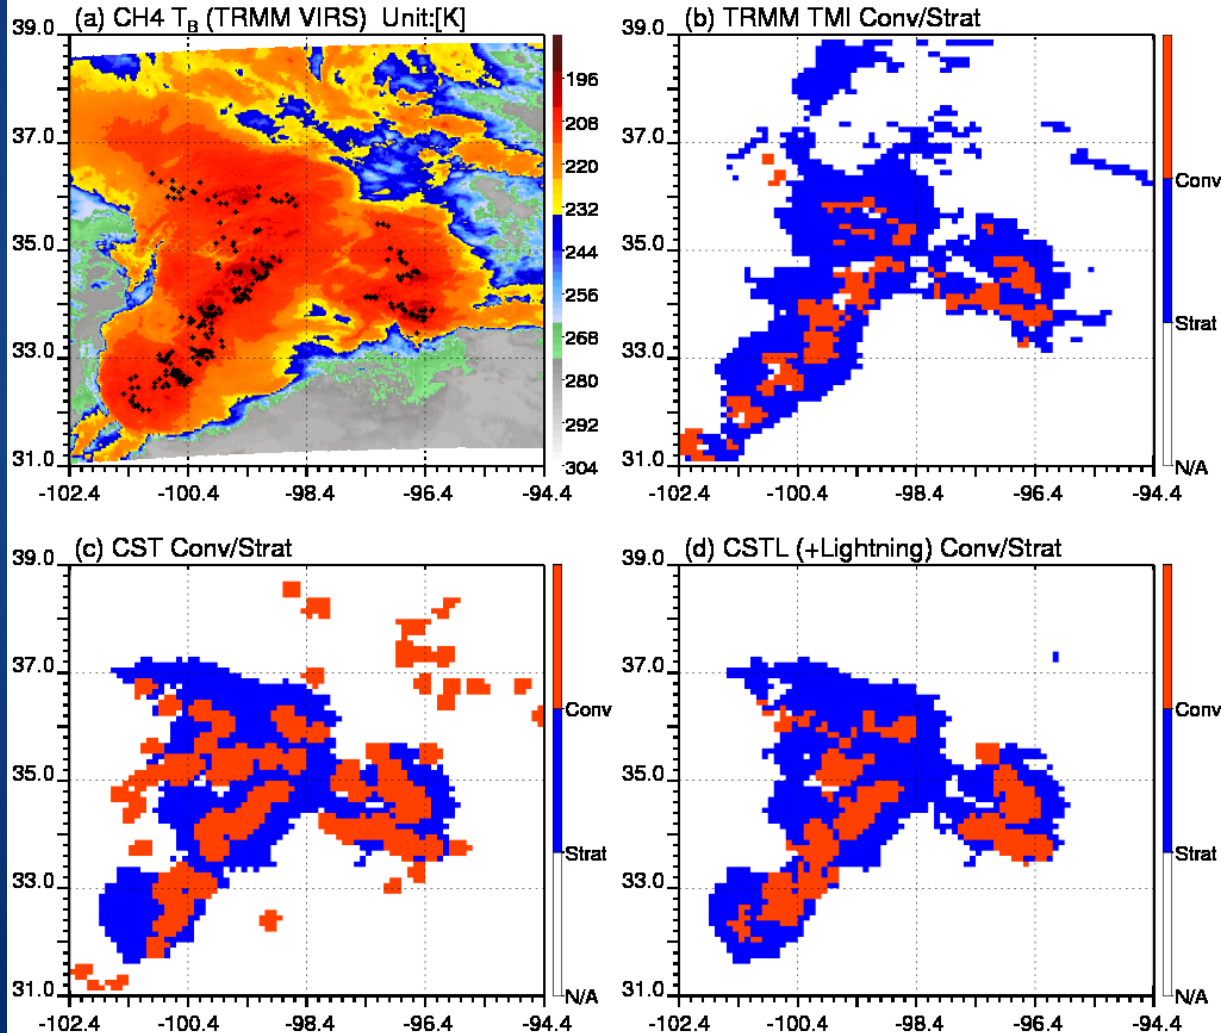 (a) CH4 T_B (TRMM VIRS) Unit:[K]
39.0
37.0
35.0
33.0
31.0
-102.4 -100.4 -98.4 -96.4 -94.4
196
208
220
232
244
256
268
280
292
304
(b) TRMM TMI Conv/Strat
39.0
37.0
35.0
33.0
31.0
-102.4 -100.4 -98.4 -96.4 -94.4
Conv
Strat
N/A
(c) CST Conv/Strat
39.0
37.0
35.0
33.0
31.0
-102.4 -100.4 -98.4 -96.4 -94.4
Conv
Strat
N/A
(d) CSTL (+Lightning) Conv/Strat
39.0
37.0
35.0
33.0
31.0
-102.4 -100.4 -98.4 -96.4 -94.4
Conv
Strat
N/A